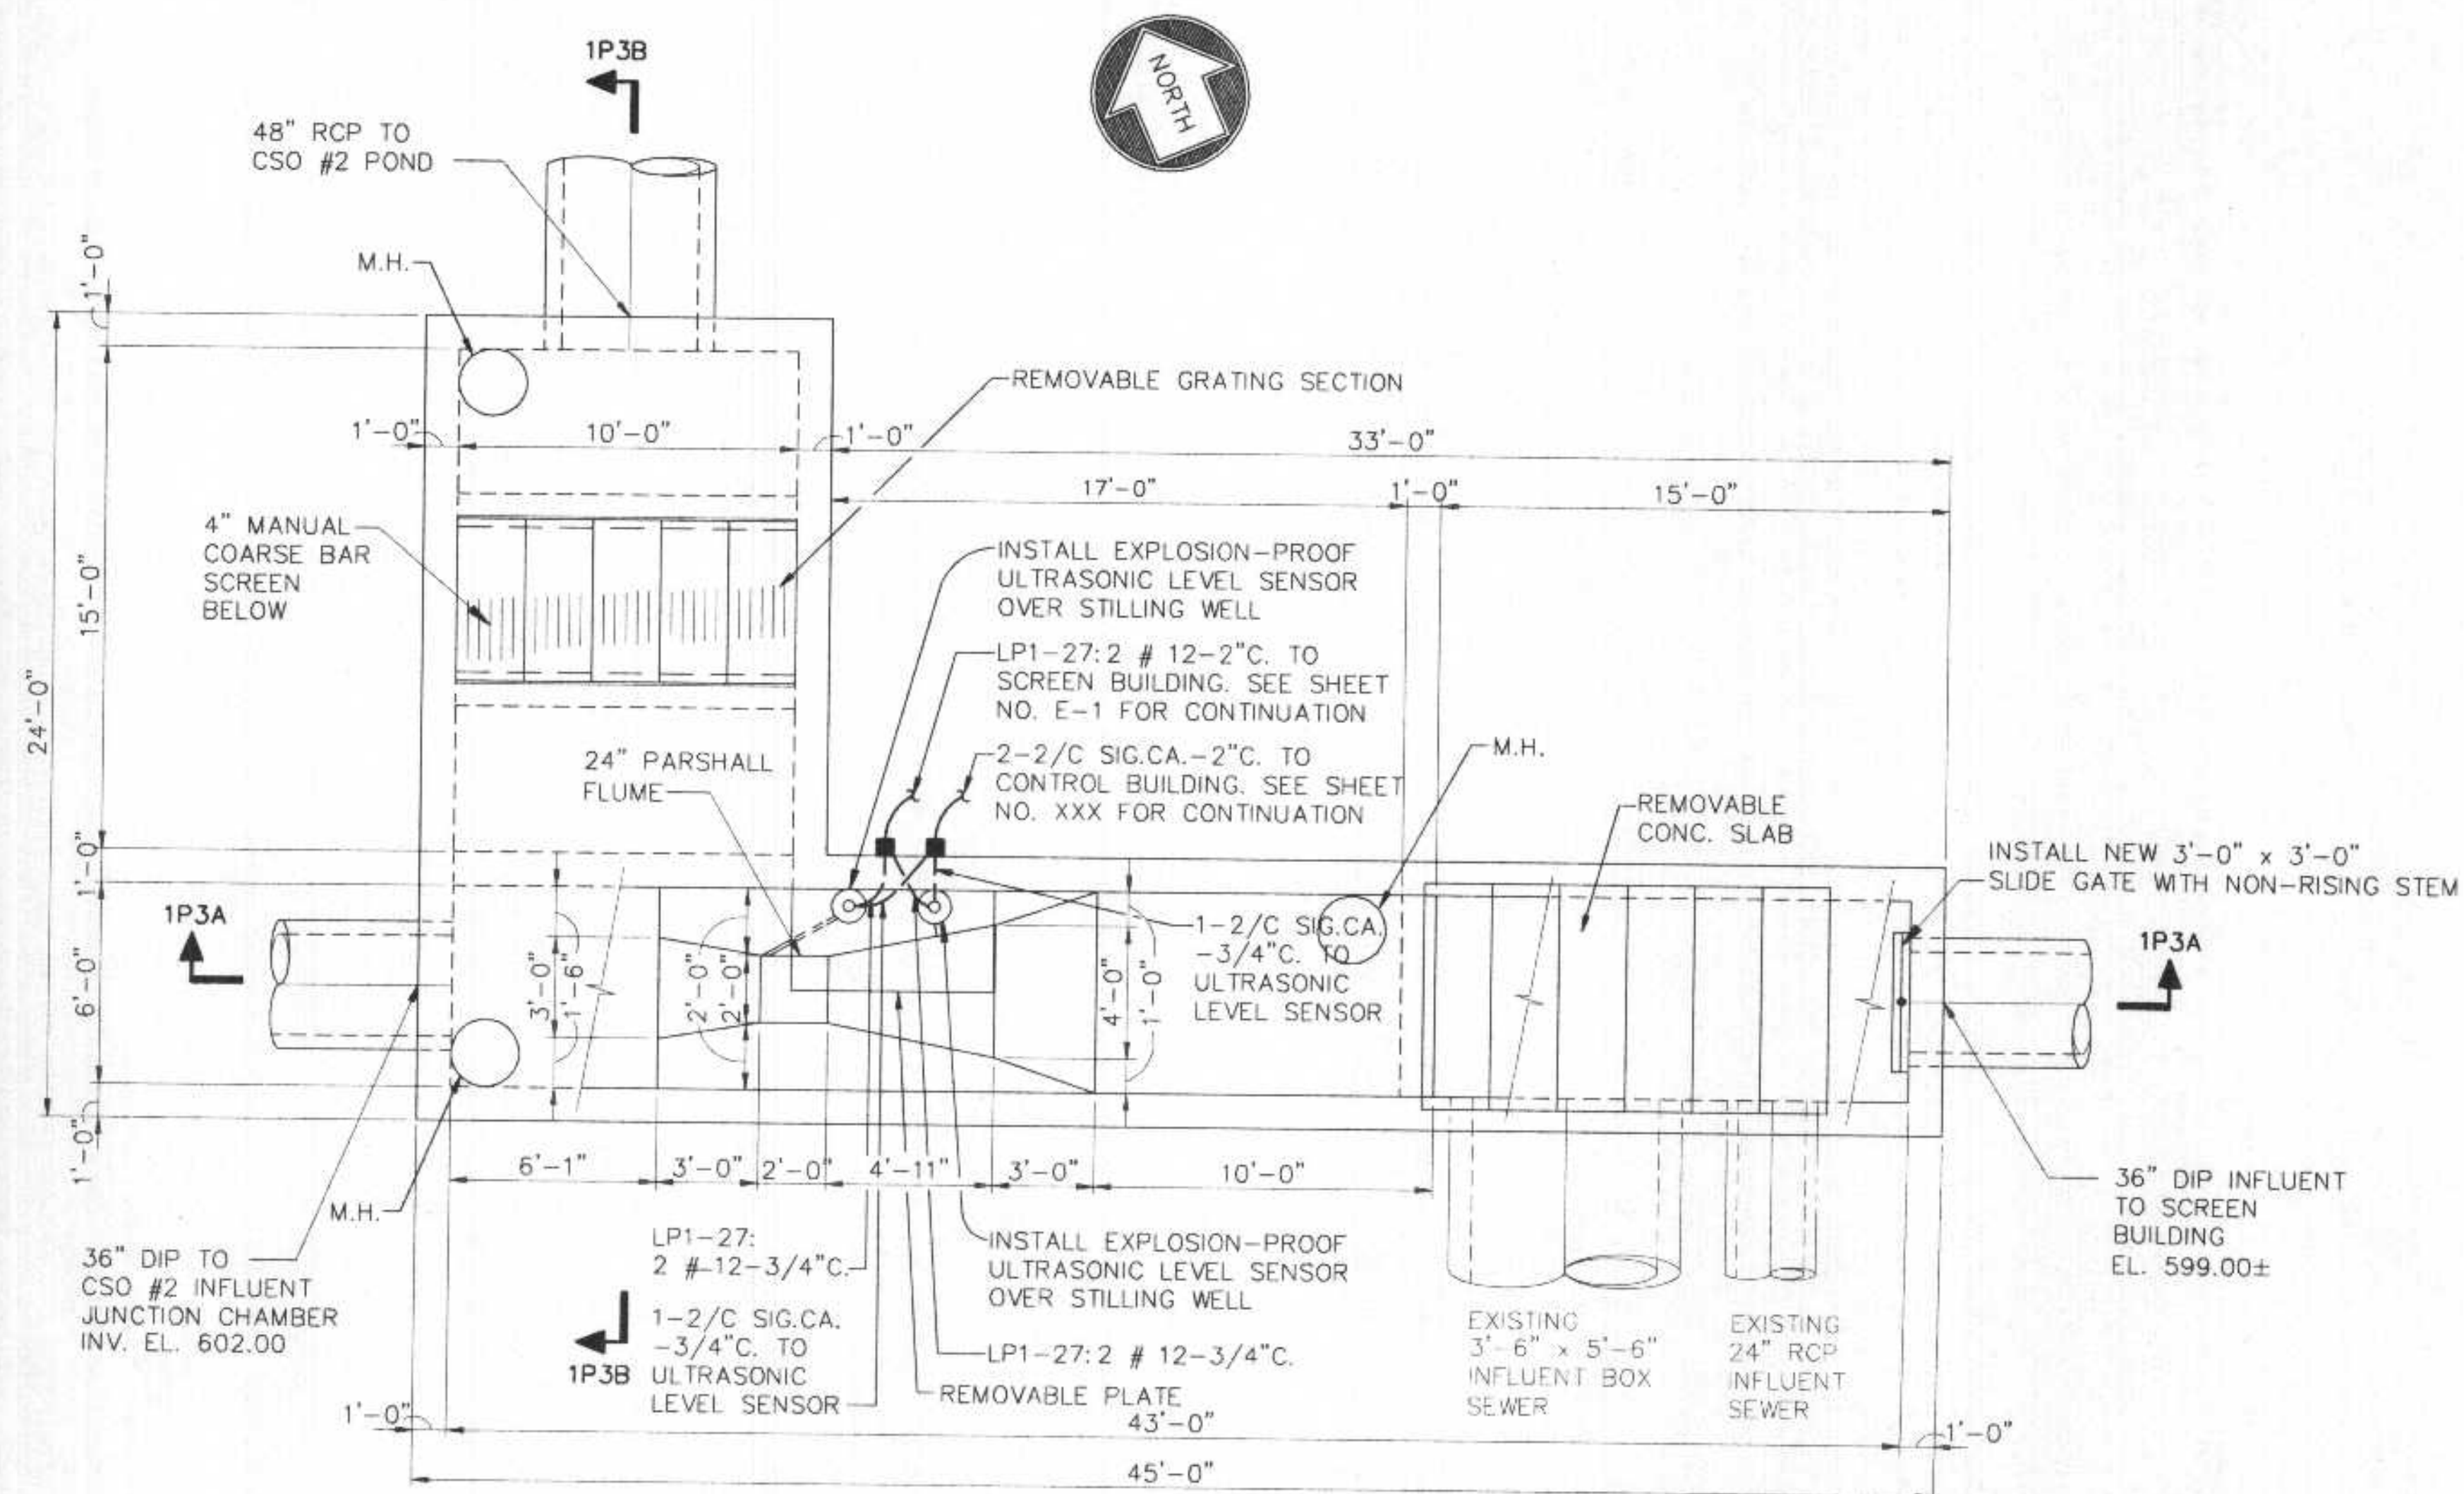 1P3B
NORTH
48" RCP TO
CSO #2 POND
M.H.
1'-0"
REMOVABLE GRATING SECTION
1'-0"
10'-0"
1'-0"
33'-0"
17'-0"
1'-0"
15'-0"
4" MANUAL
COARSE BAR
SCREEN
BELOW
15'-0"
24'-0"
INSTALL EXPLOSION-PROOF
ULTRASONIC LEVEL SENSOR
OVER STILLING WELL
LP1-27:2 # 12-2"C. TO
SCREEN BUILDING. SEE SHEET
NO. E-1 FOR CONTINUATION
2-2/C SIG.CA.-2"C. TO
CONTROL BUILDING. SEE SHEET
NO. XXX FOR CONTINUATION
24" PARSHALL
FLUME
M.H.
REMOVABLE
CONC. SLAB
INSTALL NEW 3'-0" x 3'-0"
SLIDE GATE WITH NON-RISING STEM
1'-0"
1P3A
6'-0"
3'-0"
1'-6"
2'-0"
2'-0"
4'-0"
1'-0"
1-2/C SIG.CA.
-3/4"C. TO
ULTRASONIC
LEVEL SENSOR
1P3A
1'-0"
6'-1"
3'-0"
2'-0"
4'-11"
3'-0"
10'-0"
M.H.
36" DIP TO
CSO #2 INFLUENT
JUNCTION CHAMBER
INV. EL. 602.00
LP1-27:
2 #-12-3/4"C.
1-2/C SIG.CA.
-3/4"C. TO
ULTRASONIC
LEVEL SENSOR
1P3B
INSTALL EXPLOSION-PROOF
ULTRASONIC LEVEL SENSOR
OVER STILLING WELL
LP1-27:2 # 12-3/4"C.
REMOVABLE PLATE
EXISTING
3'-6" x 5'-6"
INFLUENT BOX
SEWER
EXISTING
24" RCP
INFLUENT
SEWER
36" DIP INFLUENT
TO SCREEN
BUILDING
EL. 599.00±
1'-0"
43'-0"
1'-0"
45'-0"